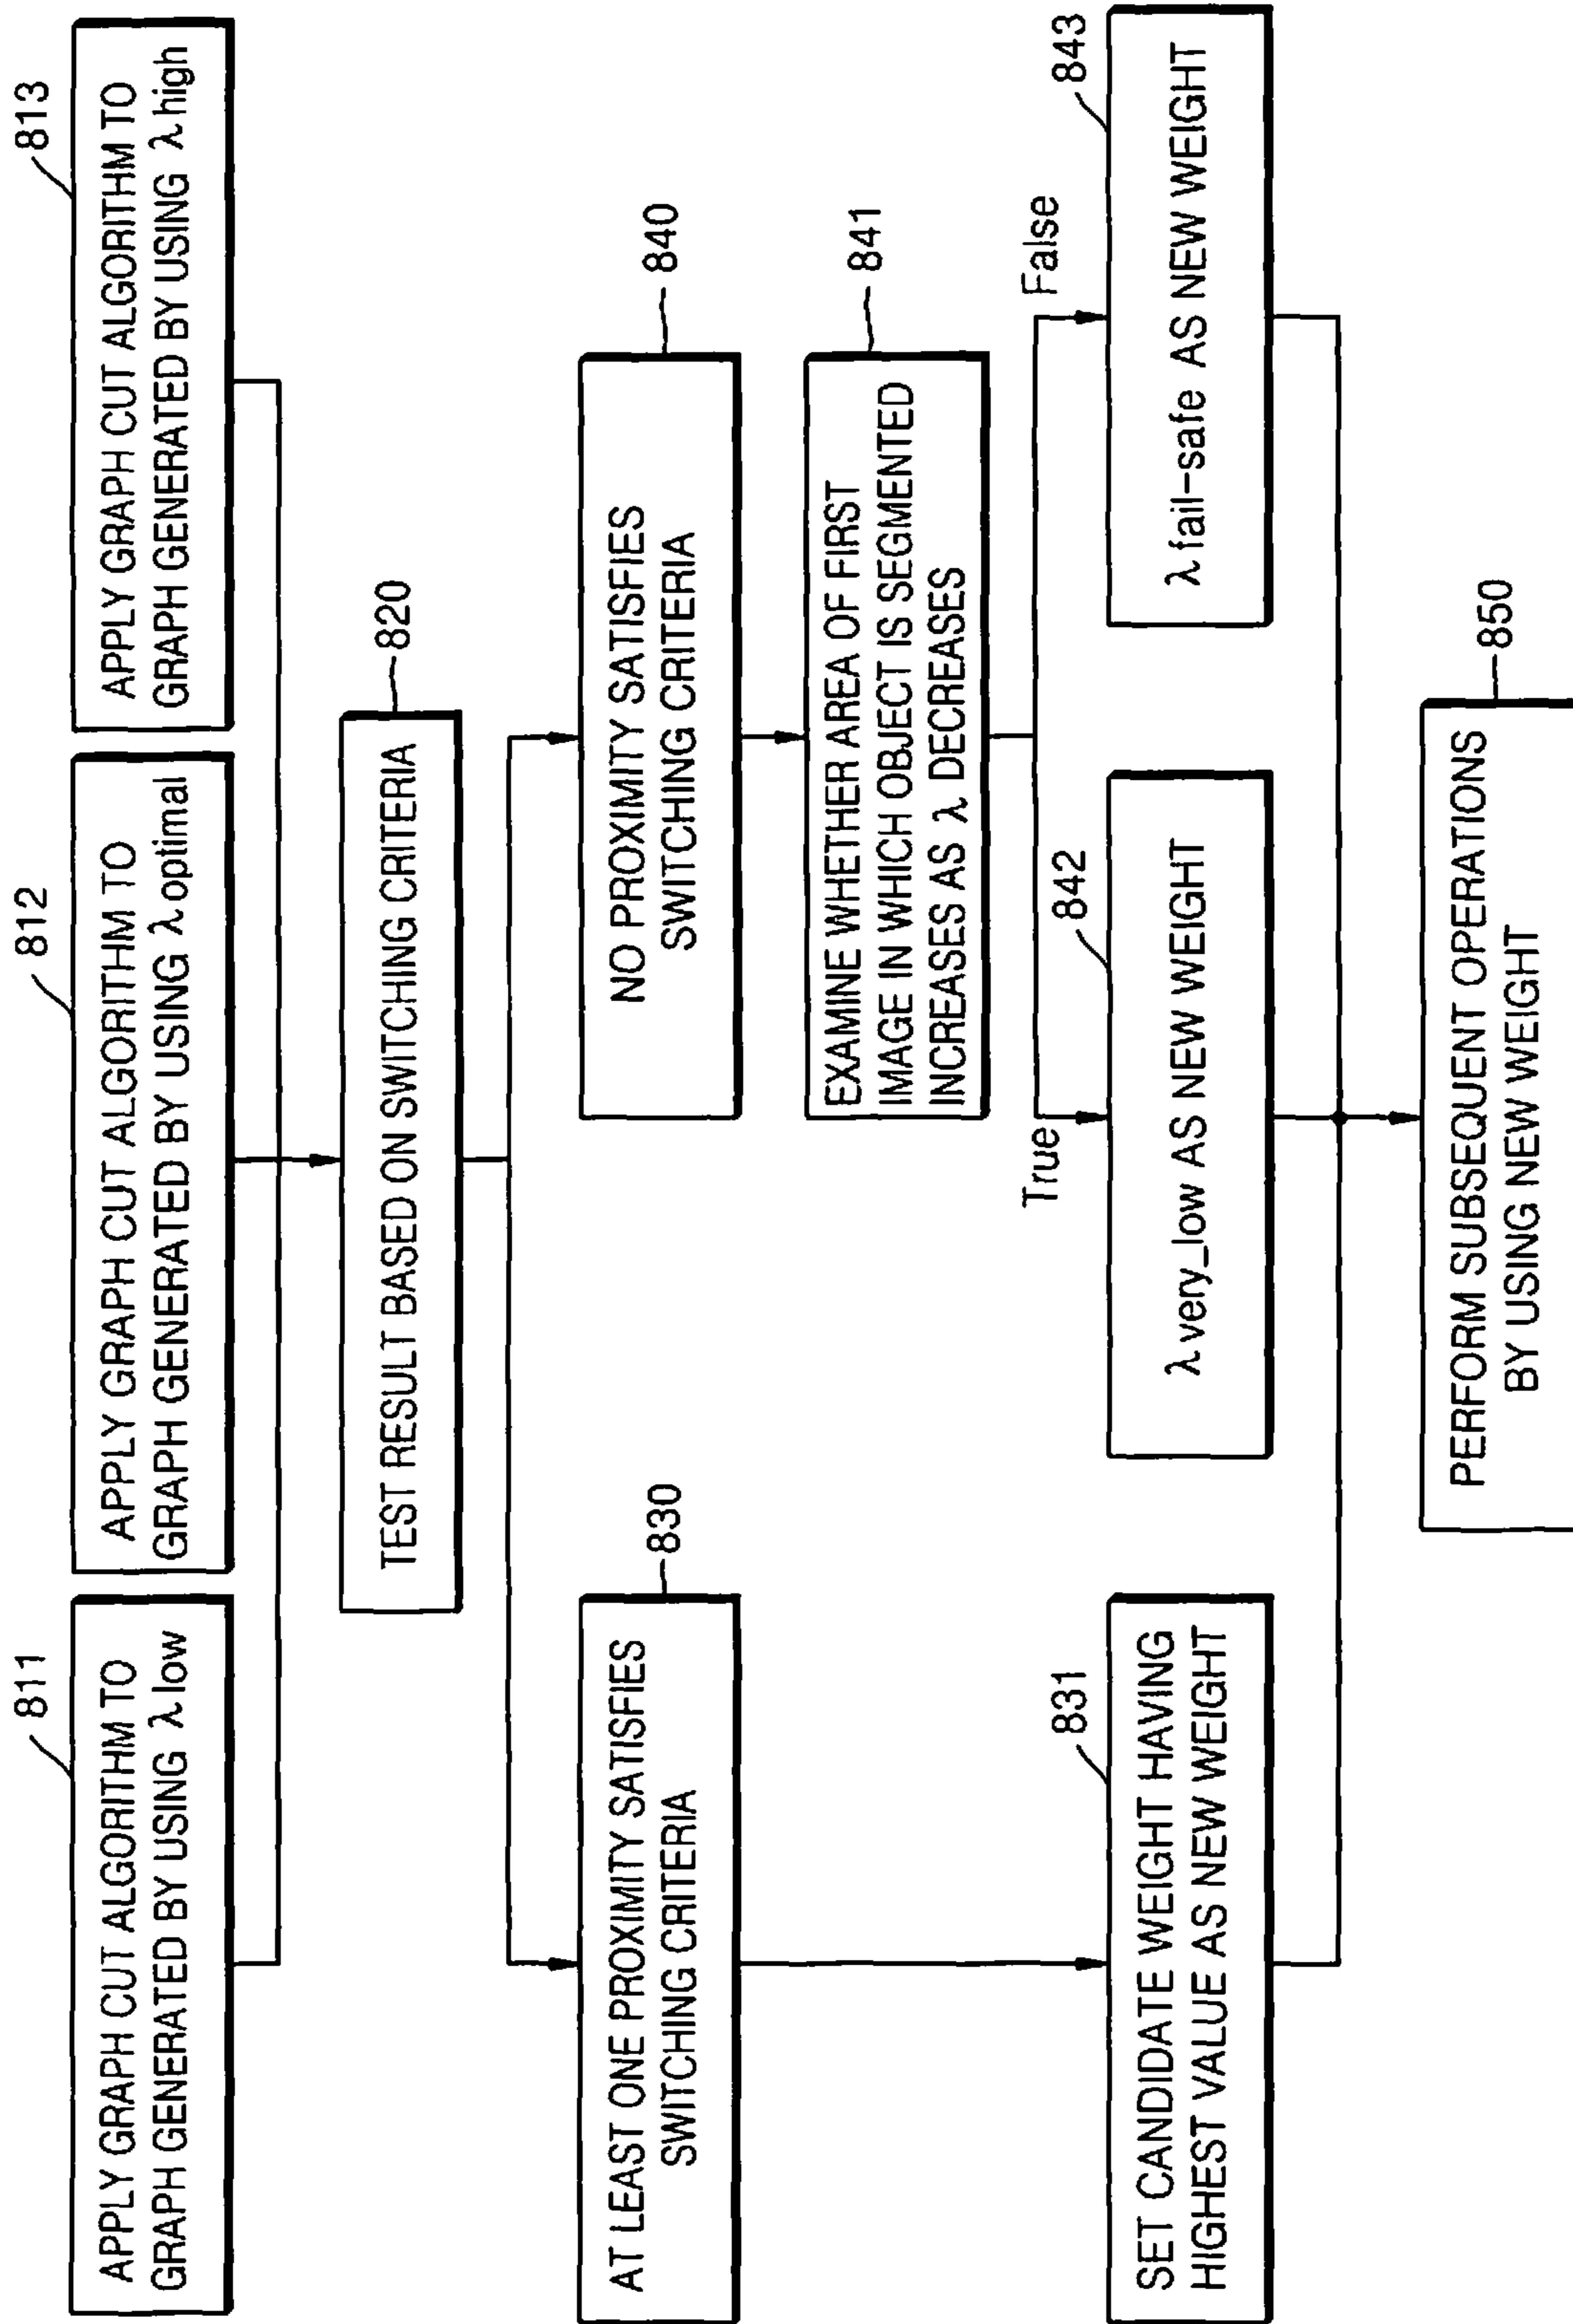 811
APPLY GRAPH CUT ALGORITHM TO
GRAPH GENERATED BY USING λ low
812
APPLY GRAPH CUT ALGORITHM TO
GRAPH GENERATED BY USING λ optimal
813
APPLY GRAPH CUT ALGORITHM TO
GRAPH GENERATED BY USING λ high
820
TEST RESULT BASED ON SWITCHING CRITERIA
830
AT LEAST ONE PROXIMITY SATISFIES
SWITCHING CRITERIA
840
NO PROXIMITY SATISFIES
SWITCHING CRITERIA
841
EXAMINE WHETHER AREA OF FIRST
IMAGE IN WHICH OBJECT IS SEGMENTED
INCREASES AS λ DECREASES
True
False
831
SET CANDIDATE WEIGHT HAVING
HIGHEST VALUE AS NEW WEIGHT
842
λ very_low AS NEW WEIGHT
843
λ fail-safe AS NEW WEIGHT
850
PERFORM SUBSEQUENT OPERATIONS
BY USING NEW WEIGHT